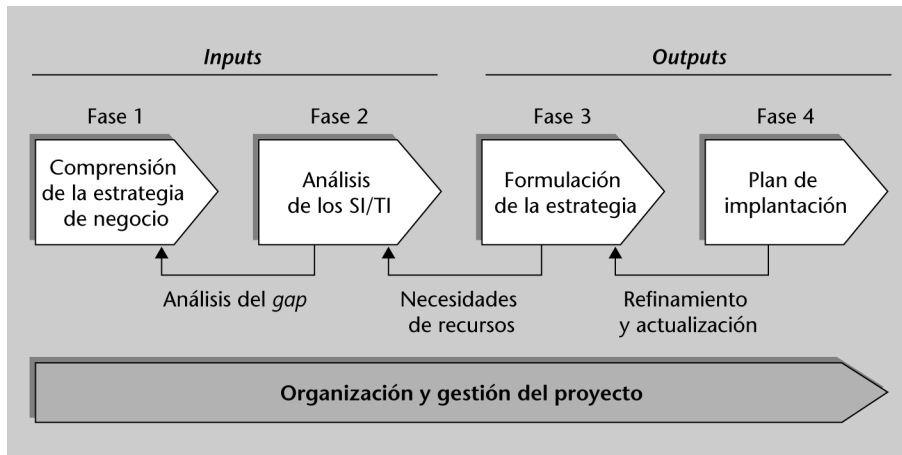 Inputs
Outputs
Fase 1
Fase 2
Fase 3
Fase 4
Comprensión
de la estrategia
de negocio
Análisis
de los SI/TI
Formulación
de la estrategia
Plan de
implantación
Análisis del gap
Necesidades
de recursos
Refinamiento
y actualización
Organización y gestión del proyecto